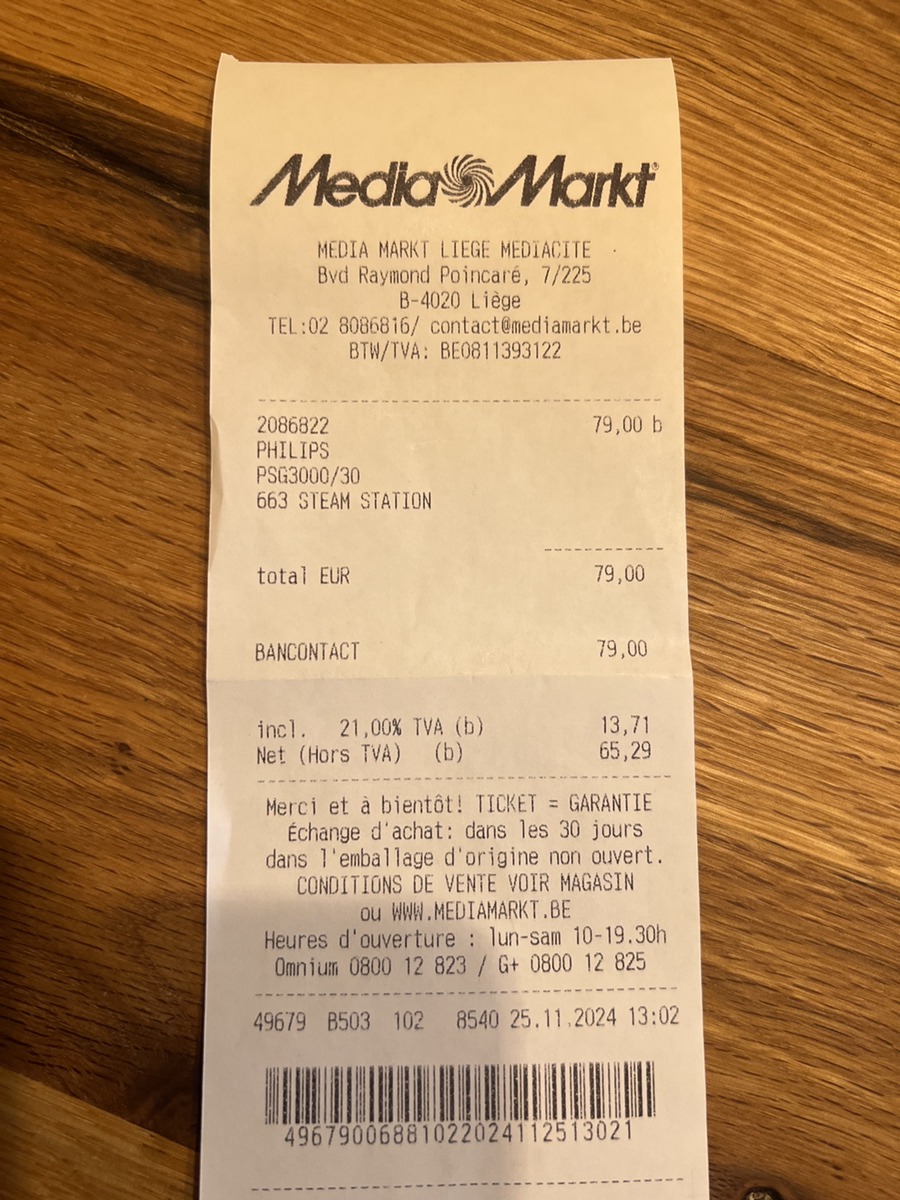 Media Markt
MEDIA MARKT LIEGE MEDIACITE
Bvd Raymond Poincaré, 7/225
B-4020 Liège
TEL:02 8086816/ contact@mediamarkt.be
BTW/TVA: BE0811393122
2086822 79,00 b
PHILIPS
PSG3000/30
663 STEAM STATION
total EUR 79,00
BANCONTACT 79,00
incl. 21,00% TVA (b) 13,71
Net (Hors TVA) (b) 65,29
Merci et à bientôt! TICKET = GARANTIE
Échange d'achat: dans les 30 jours
dans l'emballage d'origine non ouvert.
CONDITIONS DE VENTE VOIR MAGASIN
ou WWW.MEDIAMARKT.BE
Heures d'ouverture : lun-sam 10-19.30h
Omnium 0800 12 823 / G+ 0800 12 825
49679 B503 102 8540 25.11.2024 13:02
4967900688102202411251​3021